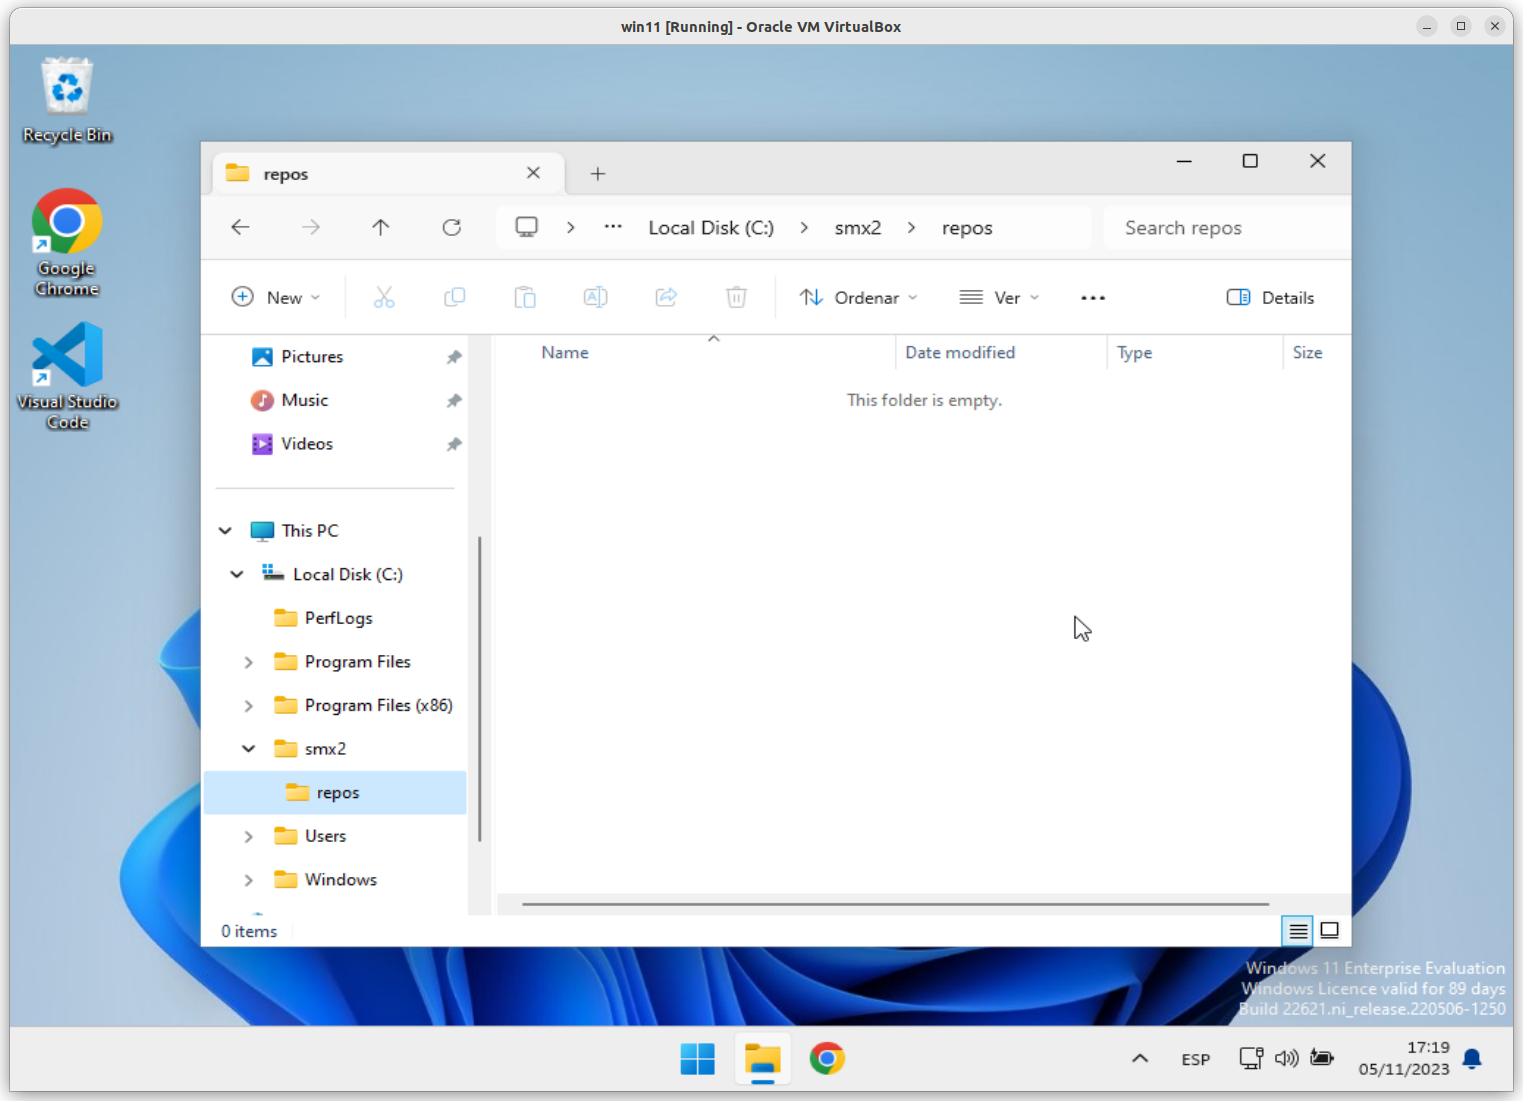 win11 [Running] - Oracle VM VirtualBox
Recycle Bin
Google
Chrome
Visual Studio
Code
repos
Local Disk (C:)
smx2
repos
Search repos
New
Ordenar
Ver
Details
Pictures
Music
Videos
This PC
Local Disk (C:)
PerfLogs
Program Files
Program Files (x86)
smx2
repos
Users
Windows
Name
Date modified
Type
Size
This folder is empty.
0 items
Windows 11 Enterprise Evaluation
Windows Licence valid for 89 days
Build 22621.ni_release.220506-1250
ESP
17:19
05/11/2023